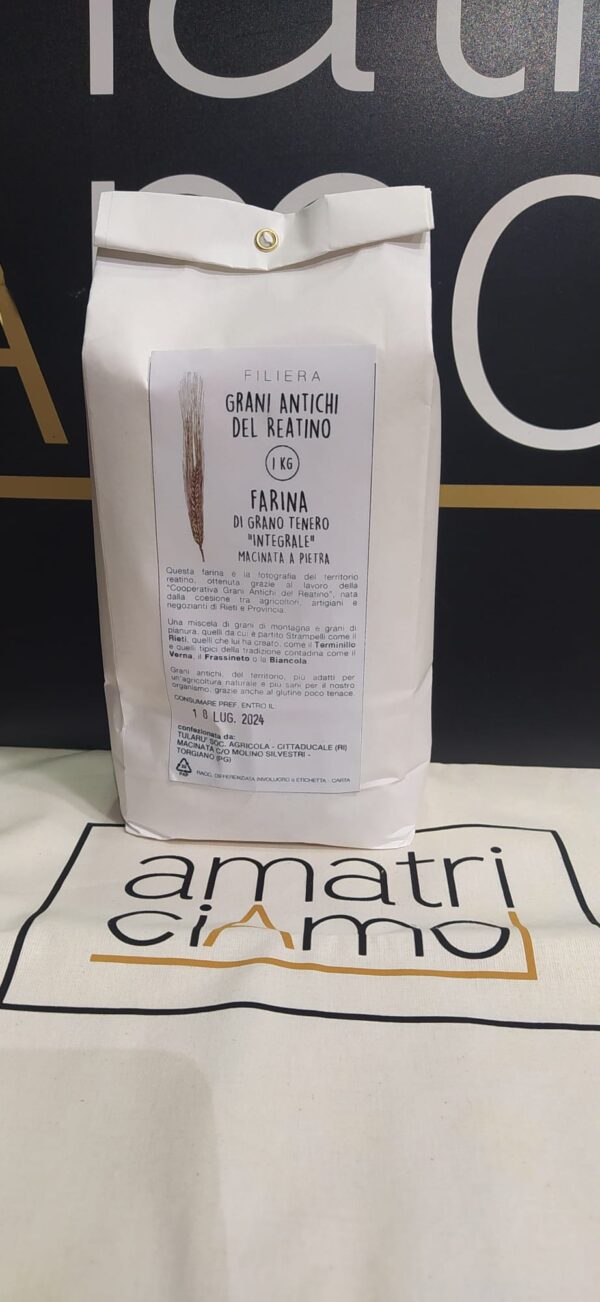 FILIERA
GRANI ANTICHI
DEL REATINO
1 KG
FARINA
DI GRANO TENERO
"INTEGRALE"
MACINATA A PIETRA
Questa farina è la fotografia del territorio
reatino, ottenuta grazie al lavoro della
"Cooperativa Grani Antichi del Reatino", nata
dalla coesione tra agricoltori, artigiani e
negozianti di Rieti e Provincia.
Una miscela di grani di montagna e grani di
pianura, quelli da cui è partito Strampelli come il
Rieti, quelli che lui ha creato, come il Terminillo
e quelli tipici della tradizione contadina come il
Verna, il Frassineto o la Biancola.
Grani antichi, del territorio, più adatti per
un'agricoltura naturale e più sani per il nostro
organismo, grazie anche al glutine poco tenace.
CONSUMARE PREF. ENTRO IL:
10 LUG. 2024
confezionata da:
TULARU' SOC. AGRICOLA - CITTADUCALE (RI)
MACINATA C/O MOLINO SILVESTRI -
TORGIANO (PG)
PAP
RACC. DIFFERENZIATA INVOLUCRO e ETICHETTA - CARTA
amatri
ciAmo